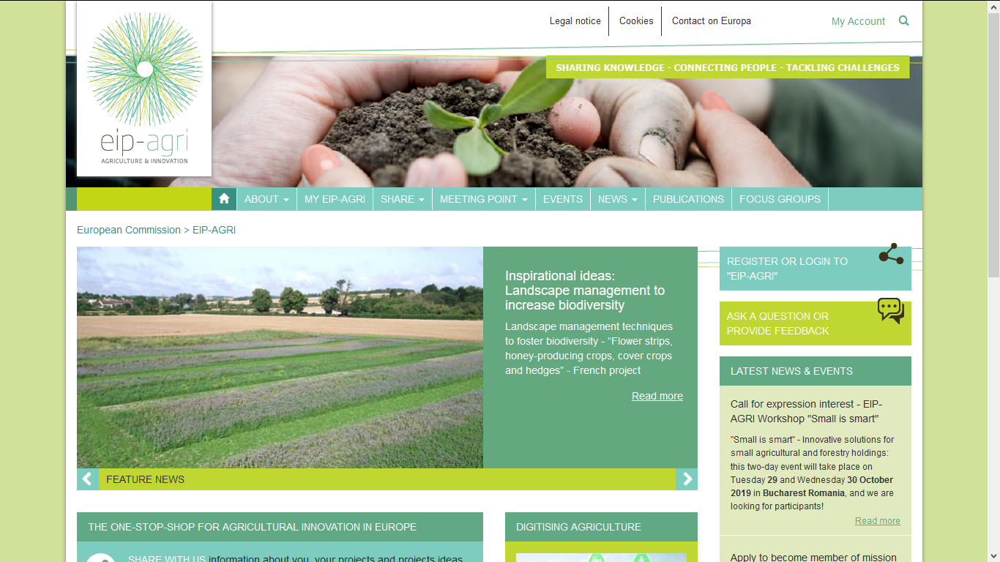 Legal notice
Cookies
Contact on Europa
My Account
SHARING KNOWLEDGE - CONNECTING PEOPLE - TACKLING CHALLENGES
eip-agri
AGRICULTURE & INNOVATION
ABOUT
MY EIP-AGRI
SHARE
MEETING POINT
EVENTS
NEWS
PUBLICATIONS
FOCUS GROUPS
European Commission > EIP-AGRI
Inspirational ideas:
Landscape management to
increase biodiversity
Landscape management techniques
to foster biodiversity - “Flower strips,
honey-producing crops, cover crops
and hedges” - French project
Read more
FEATURE NEWS
THE ONE-STOP-SHOP FOR AGRICULTURAL INNOVATION IN EUROPE
SHARE WITH US information about you, your projects and projects ideas
DIGITISING AGRICULTURE
REGISTER OR LOGIN TO
"EIP-AGRI"
ASK A QUESTION OR
PROVIDE FEEDBACK
LATEST NEWS & EVENTS
Call for expression interest - EIP-
AGRI Workshop "Small is smart"
"Small is smart" - Innovative solutions for
small agricultural and forestry holdings:
this two-day event will take place on
Tuesday 29 and Wednesday 30 October
2019 in Bucharest Romania, and we are
looking for participants!
Read more
Apply to become member of mission